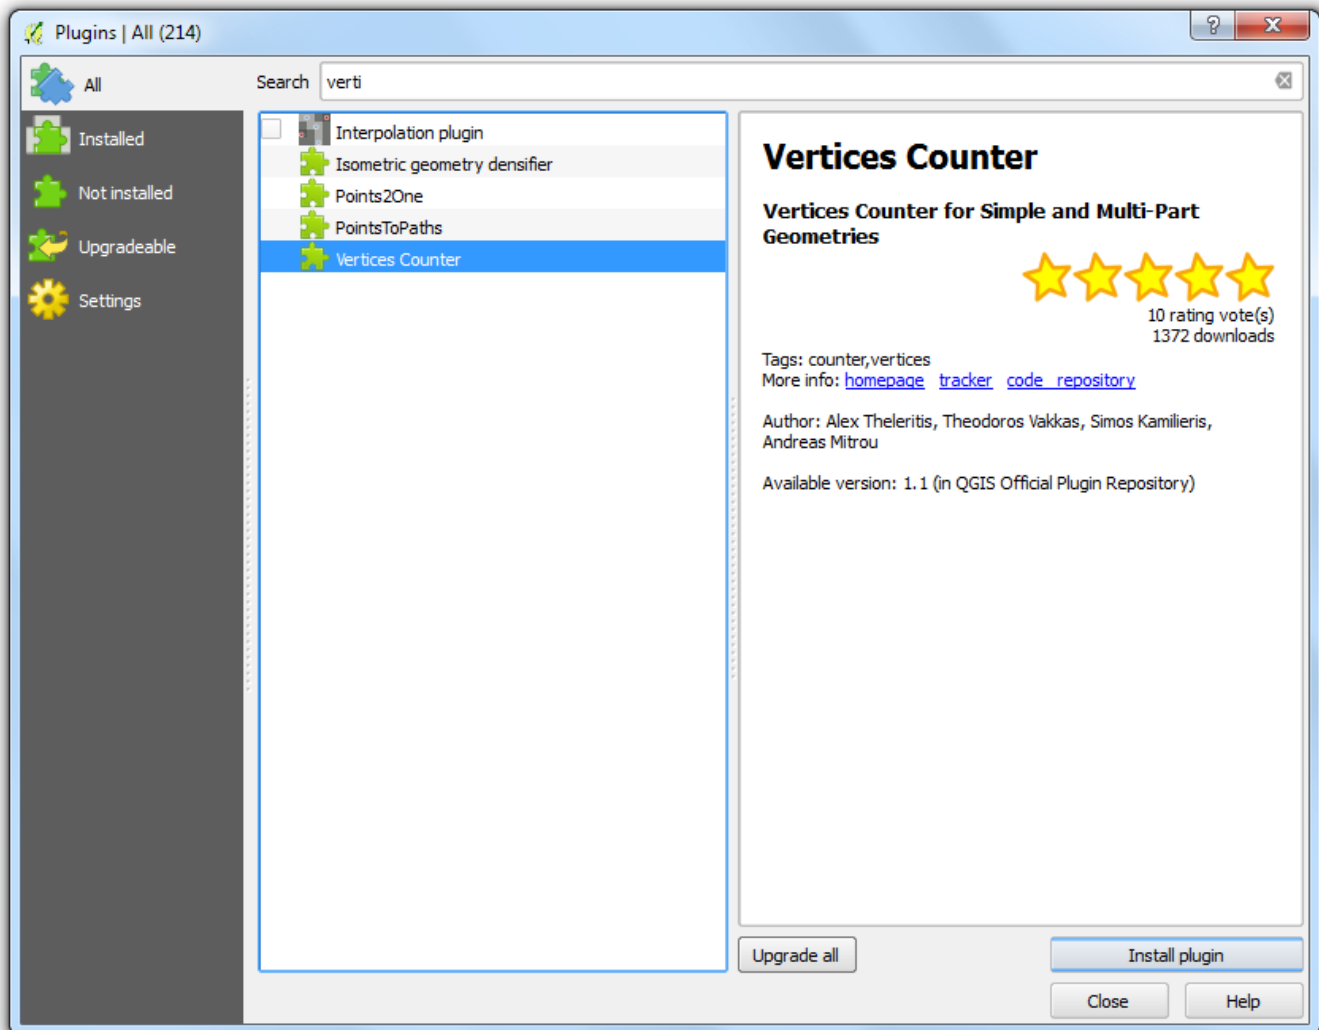 Plugins | All (214)
?
All
Installed
Not installed
Upgradeable
Settings
Search verti
Interpolation plugin
Isometric geometry densifier
Points2One
PointsToPaths
Vertices Counter
Vertices Counter
Vertices Counter for Simple and Multi-Part
Geometries
10 rating vote(s)
1372 downloads
Tags: counter,vertices
More info: homepage tracker code repository
Author: Alex Theleritis, Theodoros Vakkas, Simos Kamilieris,
Andreas Mitrou
Available version: 1.1 (in QGIS Official Plugin Repository)
Upgrade all Install plugin
Close Help